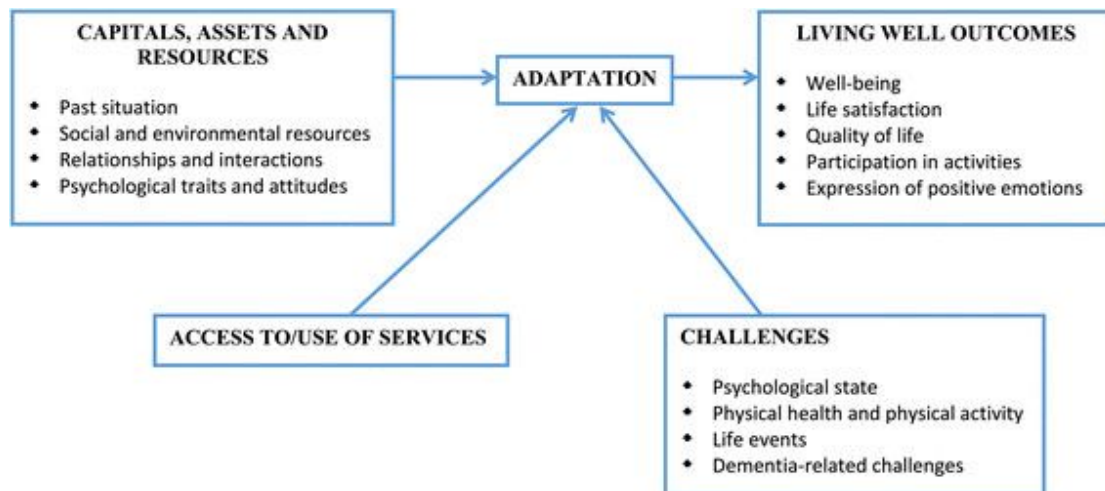 CAPITALS, ASSETS AND
RESOURCES
◆ Past situation
◆ Social and environmental resources
◆ Relationships and interactions
◆ Psychological traits and attitudes
ADAPTATION
LIVING WELL OUTCOMES
◆ Well-being
◆ Life satisfaction
◆ Quality of life
◆ Participation in activities
◆ Expression of positive emotions
ACCESS TO/USE OF SERVICES
CHALLENGES
◆ Psychological state
◆ Physical health and physical activity
◆ Life events
◆ Dementia-related challenges